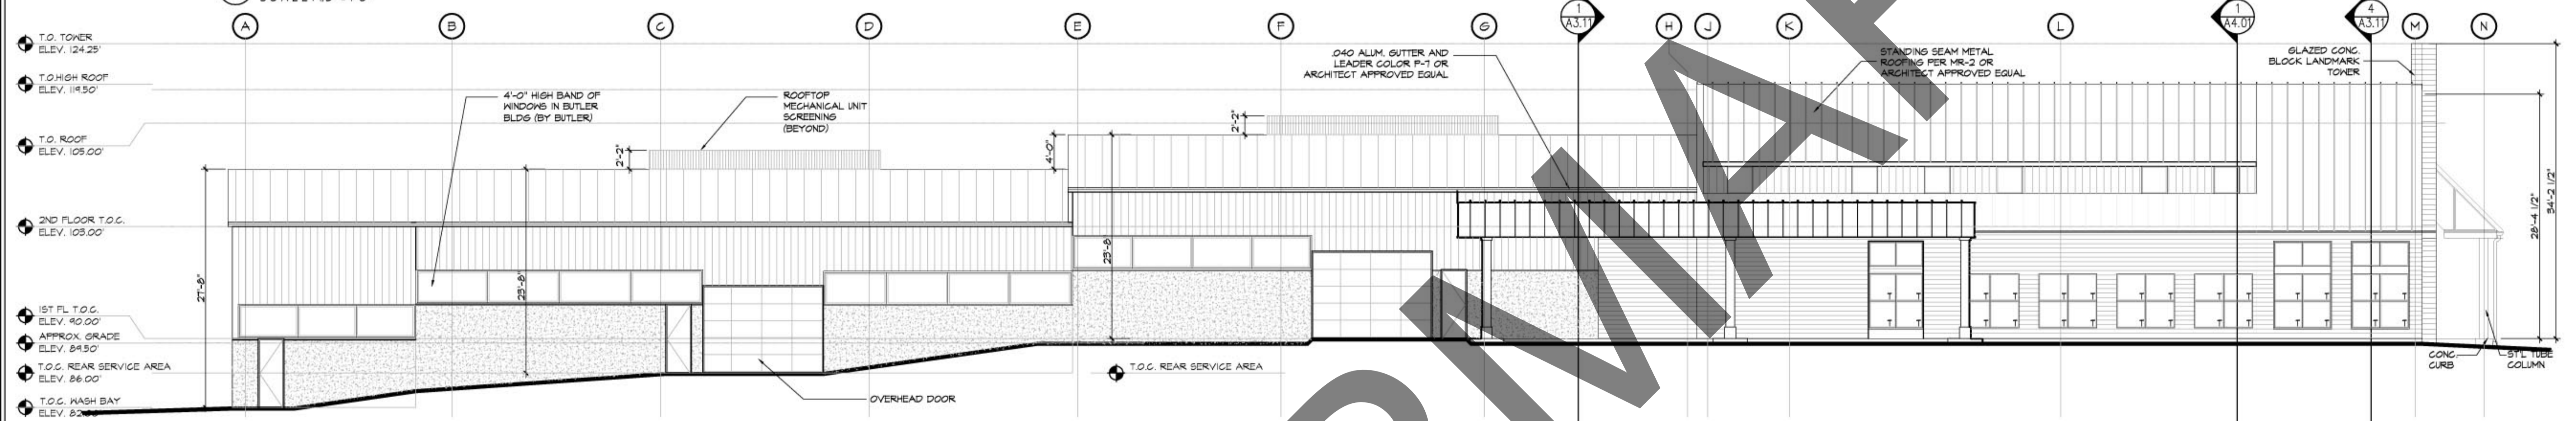 A B C D E F G 1 H J K L 1 4 M N
A3.11 A4.01 A3.11
T.O. TOWER
ELEV. 124.25'
T.O.HIGH ROOF
ELEV. 119.50'
T.O. ROOF
ELEV. 105.00'
2ND FLOOR T.O.C.
ELEV. 103.00'
1ST FL T.O.C.
ELEV. 90.00'
APPROX. GRADE
ELEV. 89.50'
T.O.C. REAR SERVICE AREA
ELEV. 86.00'
T.O.C. WASH BAY
ELEV.
27'-8"
4'-0" HIGH BAND OF
WINDOWS IN BUTLER
BLDG (BY BUTLER)
23'-8"
2'-2"
ROOFTOP
MECHANICAL UNIT
SCREENING
(BEYOND)
OVERHEAD DOOR
4'-0"
23'-8"
2'-2"
T.O.C. REAR SERVICE AREA
.040 ALUM. GUTTER AND
LEADER COLOR P-7 OR
ARCHITECT APPROVED EQUAL
STANDING SEAM METAL
ROOFING PER MR-2 OR
ARCHITECT APPROVED EQUAL
GLAZED CONC.
BLOCK LANDMARK
TOWER
T T T T T T T T T T T T T T
28'-4 1/2"
34'-2 1/2"
CONC.
CURB
ST'L TUBE
COLUMN